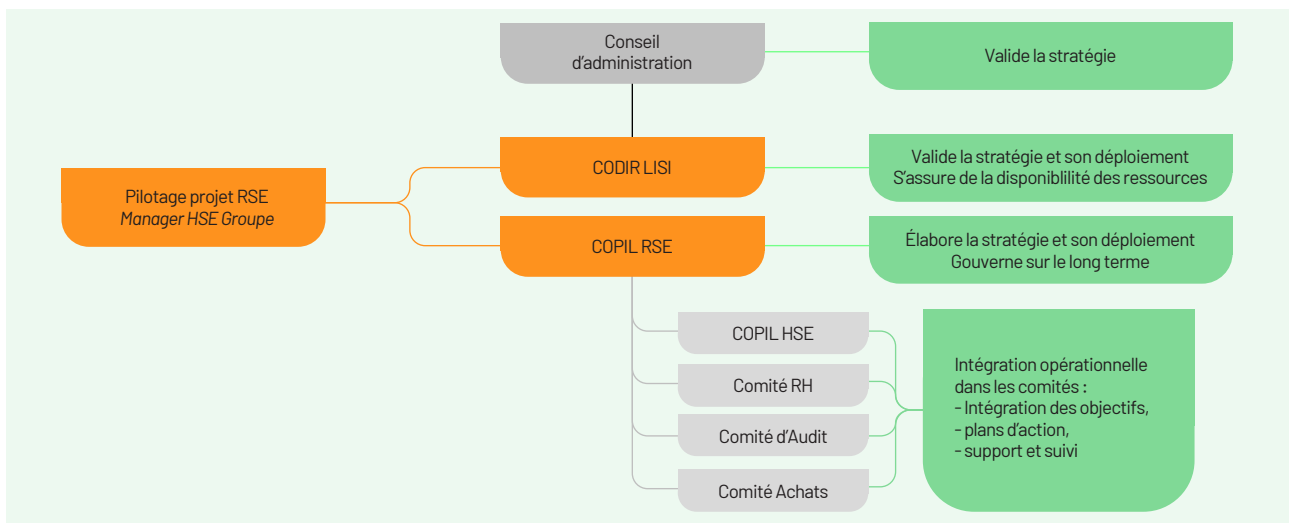 Conseil
d'administration
Valide la stratégie
CODIR LISI
Valide la stratégie et son déploiement
S'assure de la disponiblilité des ressources
Pilotage projet RSE
Manager HSE Groupe
COPIL RSE
Élabore la stratégie et son déploiement
Gouverne sur le long terme
COPIL HSE
Comité RH
Comité d'Audit
Comité Achats
Intégration opérationnelle
dans les comités :
- Intégration des objectifs,
- plans d'action,
- support et suivi